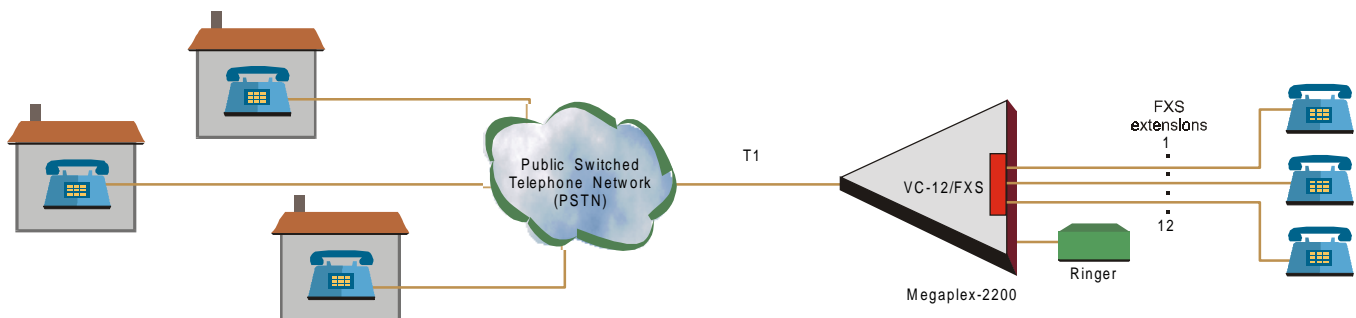 Public Switched
Telephone Network
(PSTN)
T1
VC-12/FXS
Megaplex-2200
Ringer
FXS
extensions
1
12